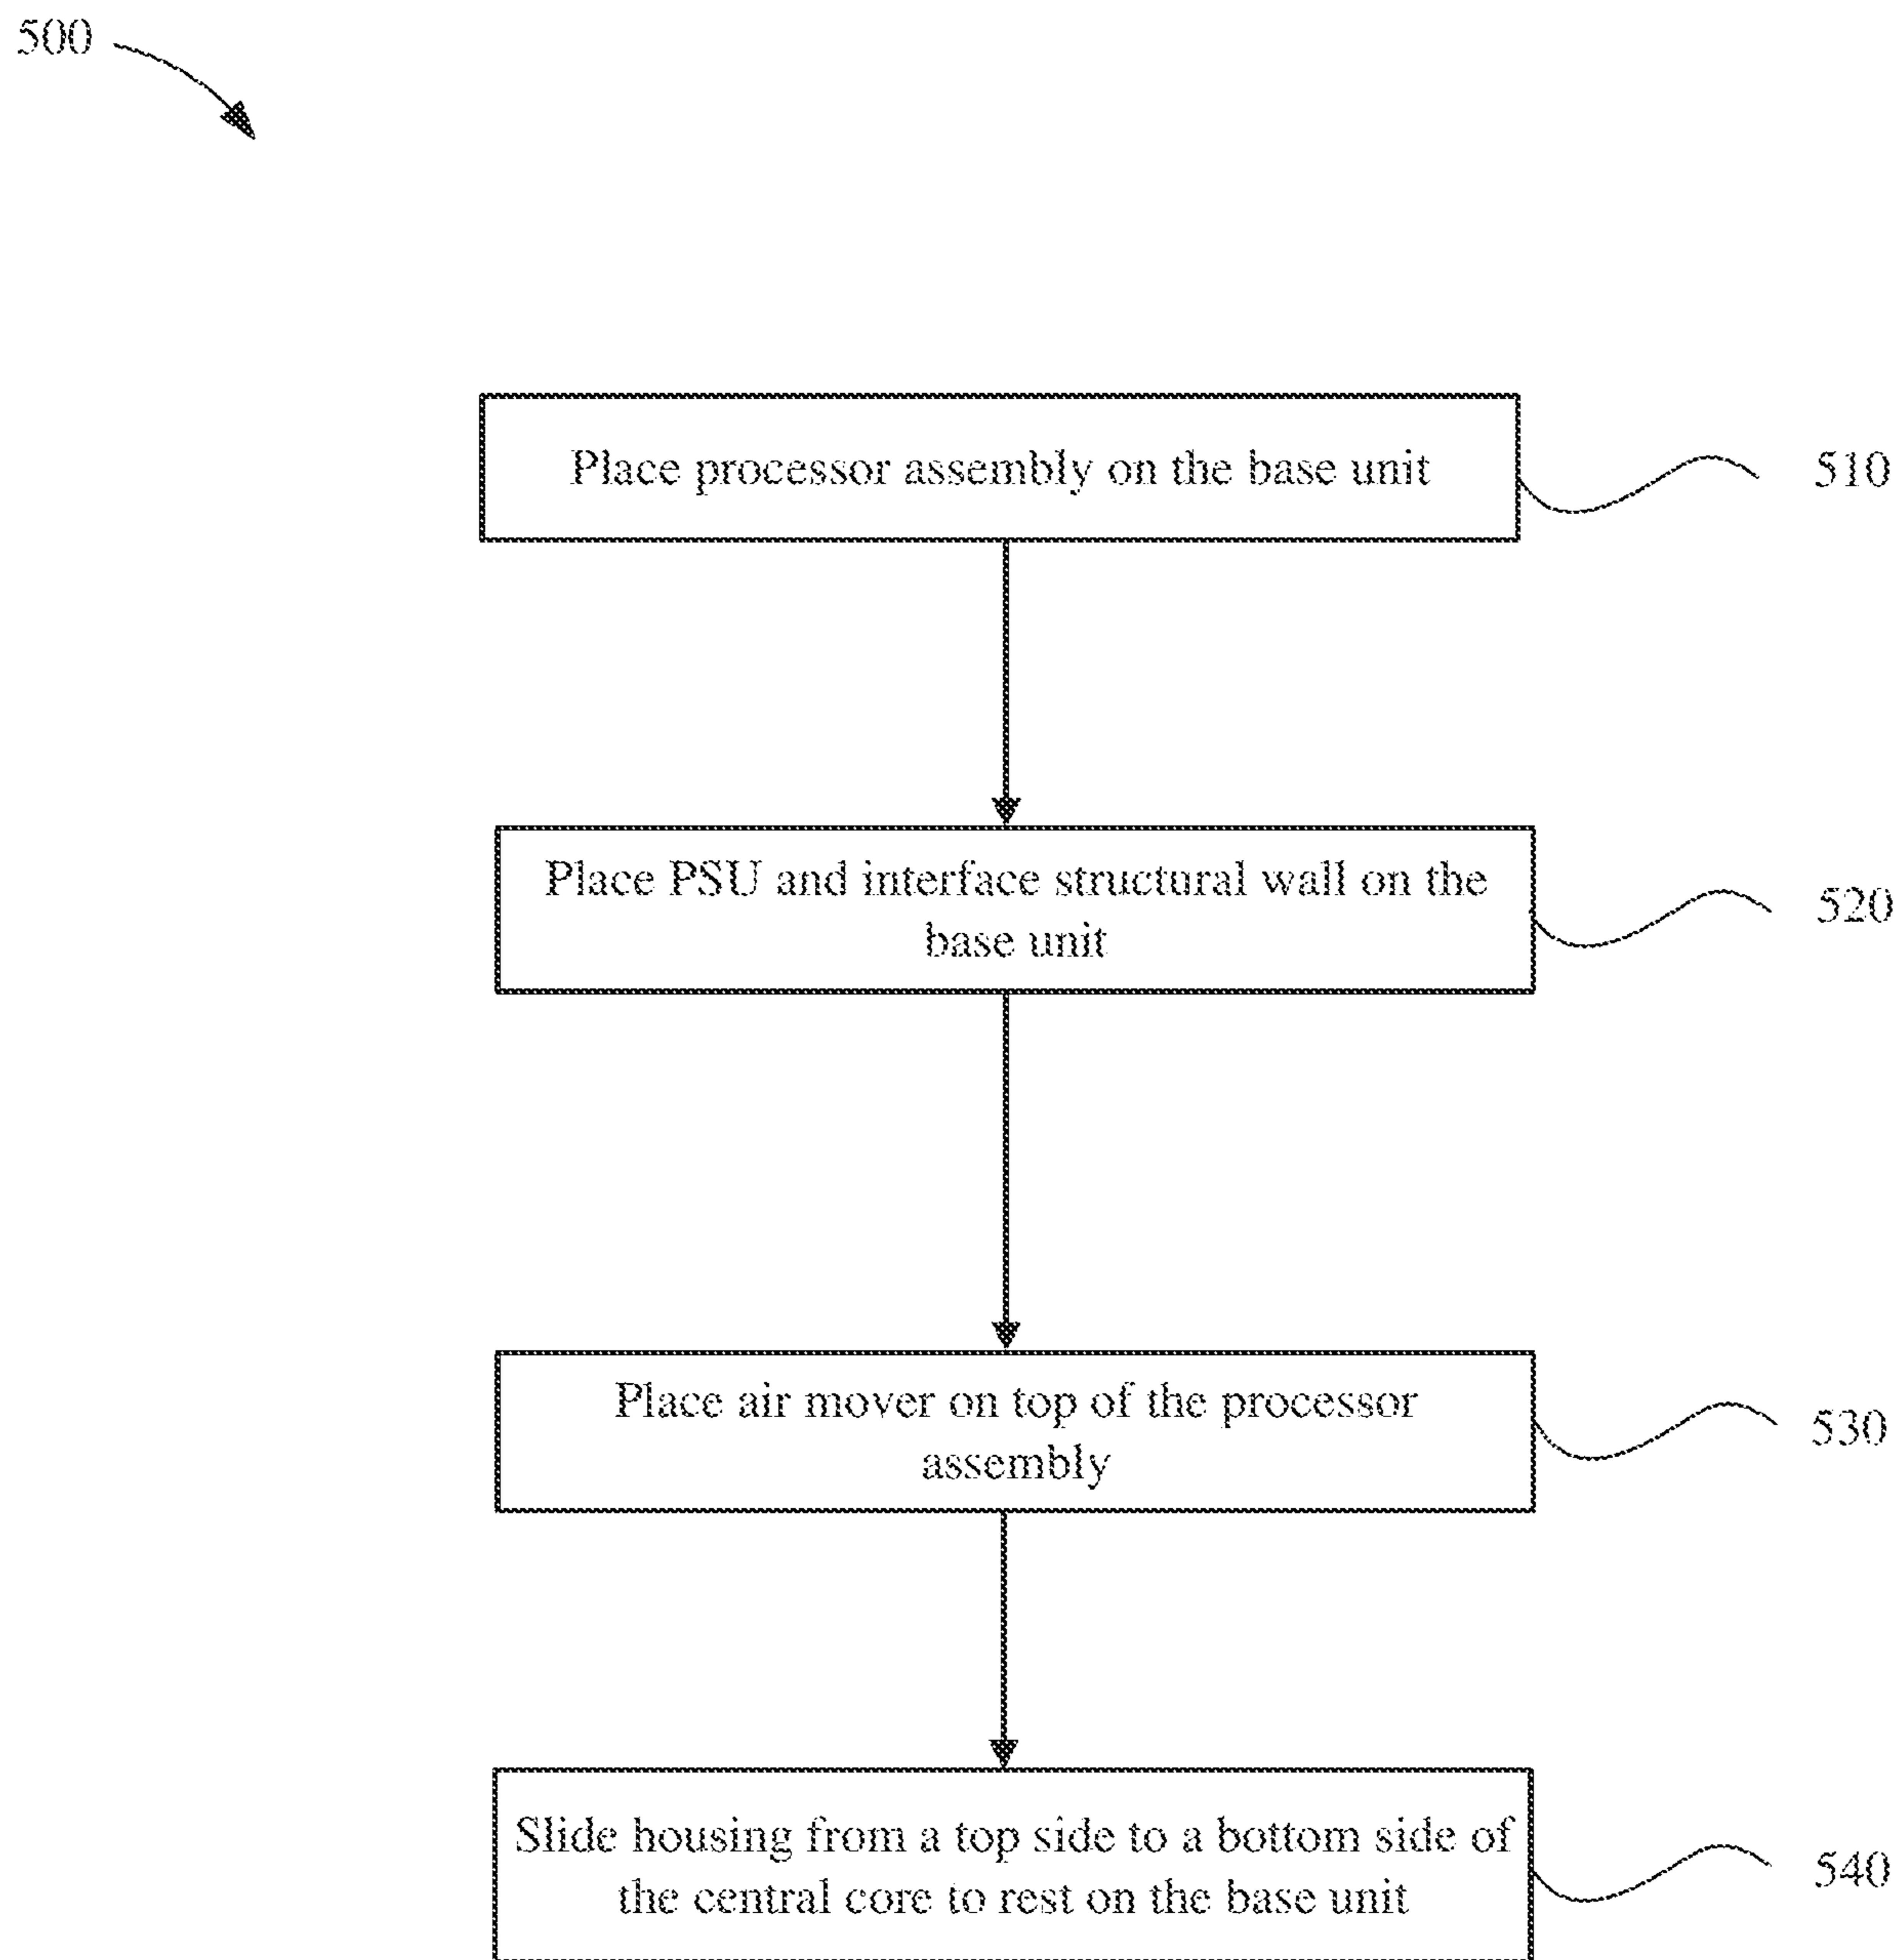 500
Place processor assembly on the base unit
510
Place PSU and interface structural wall on the
base unit
520
Place air mover on top of the processor
assembly
530
Slide housing from a top side to a bottom side of
the central core to rest on the base unit
540